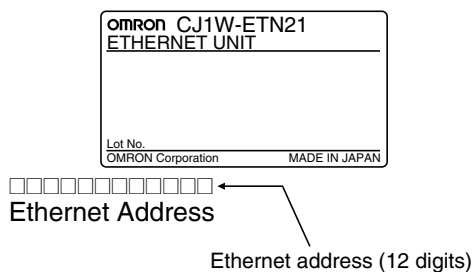 OMRON CJ1W-ETN21
ETHERNET UNIT
Lot No.
OMRON Corporation MADE IN JAPAN
□□□□□□□□□□□□
Ethernet Address
Ethernet address (12 digits)